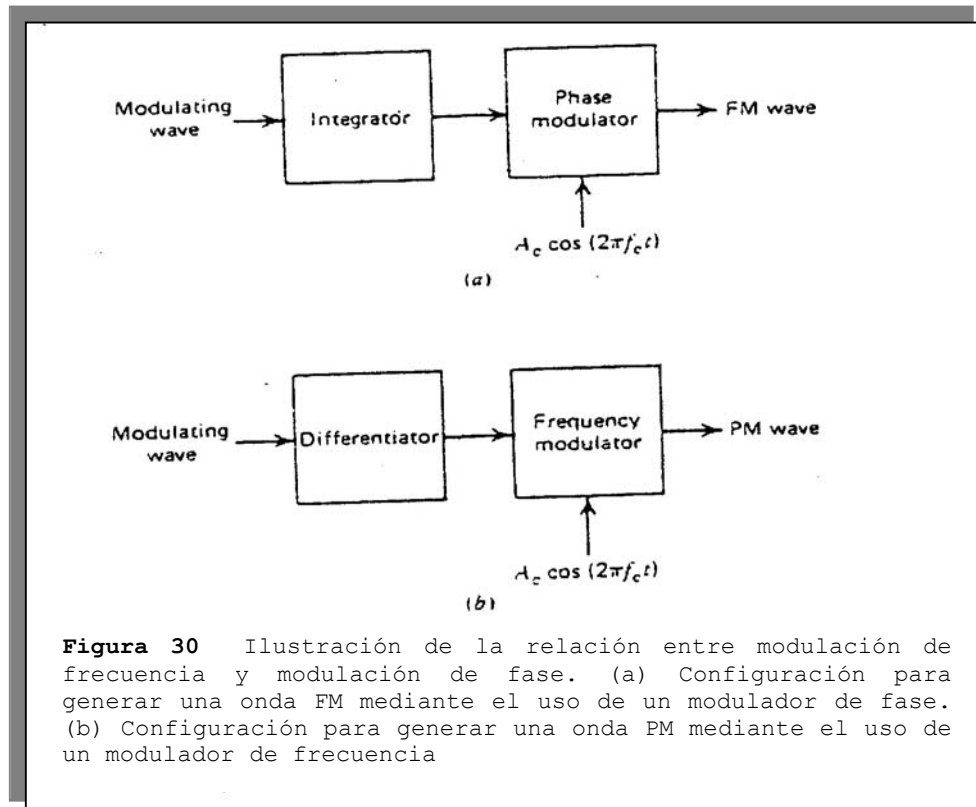 Modulating
wave
Integrator
Phase
modulator
FM wave
A_c cos (2πf_c t)
(a)
Modulating
wave
Differentiator
Frequency
modulator
PM wave
A_c cos (2πf_c t)
(b)
Figura 30 Ilustración de la relación entre modulación de
frecuencia y modulación de fase. (a) Configuración para
generar una onda FM mediante el uso de un modulador de fase.
(b) Configuración para generar una onda PM mediante el uso de
un modulador de frecuencia